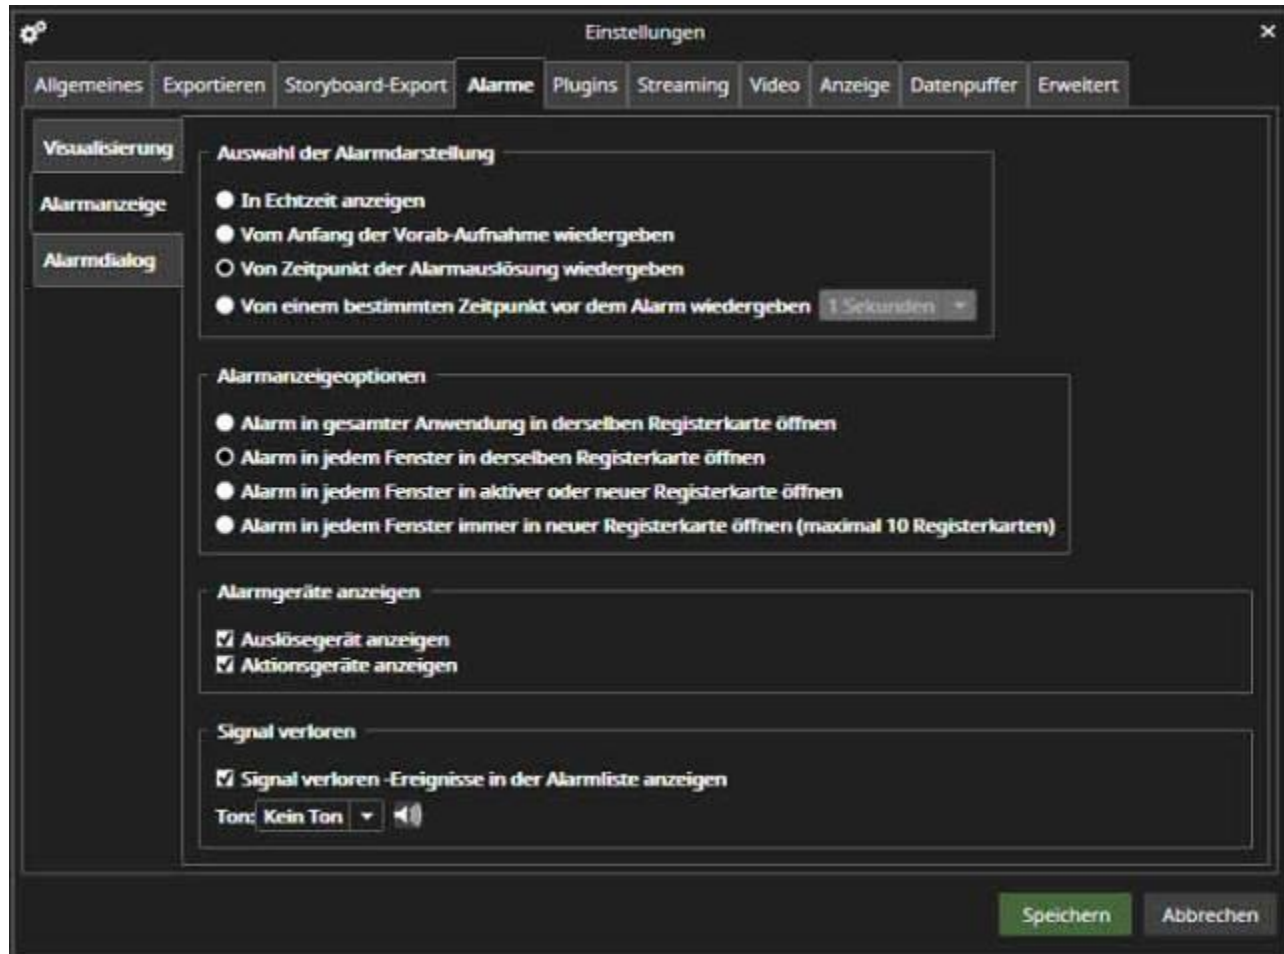 Einstellungen
Allgemeines Exportieren Storyboard-Export Alarme Plugins Streaming Video Anzeige Datenpuffer Erweitert
Visualisierung
Alarmanzeige
Alarmdialog
Auswahl der Alarmdarstellung
In Echtzeit anzeigen
Vom Anfang der Vorab-Aufnahme wiedergeben
Von Zeitpunkt der Alarmauslösung wiedergeben
Von einem bestimmten Zeitpunkt vor dem Alarm wiedergeben 1 Sekunden
Alarmanzeigeoptionen
Alarm in gesamter Anwendung in derselben Registerkarte öffnen
Alarm in jedem Fenster in derselben Registerkarte öffnen
Alarm in jedem Fenster in aktiver oder neuer Registerkarte öffnen
Alarm in jedem Fenster immer in neuer Registerkarte öffnen (maximal 10 Registerkarten)
Alarmgeräte anzeigen
Auslösegerät anzeigen
Aktionsgeräte anzeigen
Signal verloren
Signal verloren -Ereignisse in der Alarmliste anzeigen
Ton: Kein Ton
Speichern Abbrechen